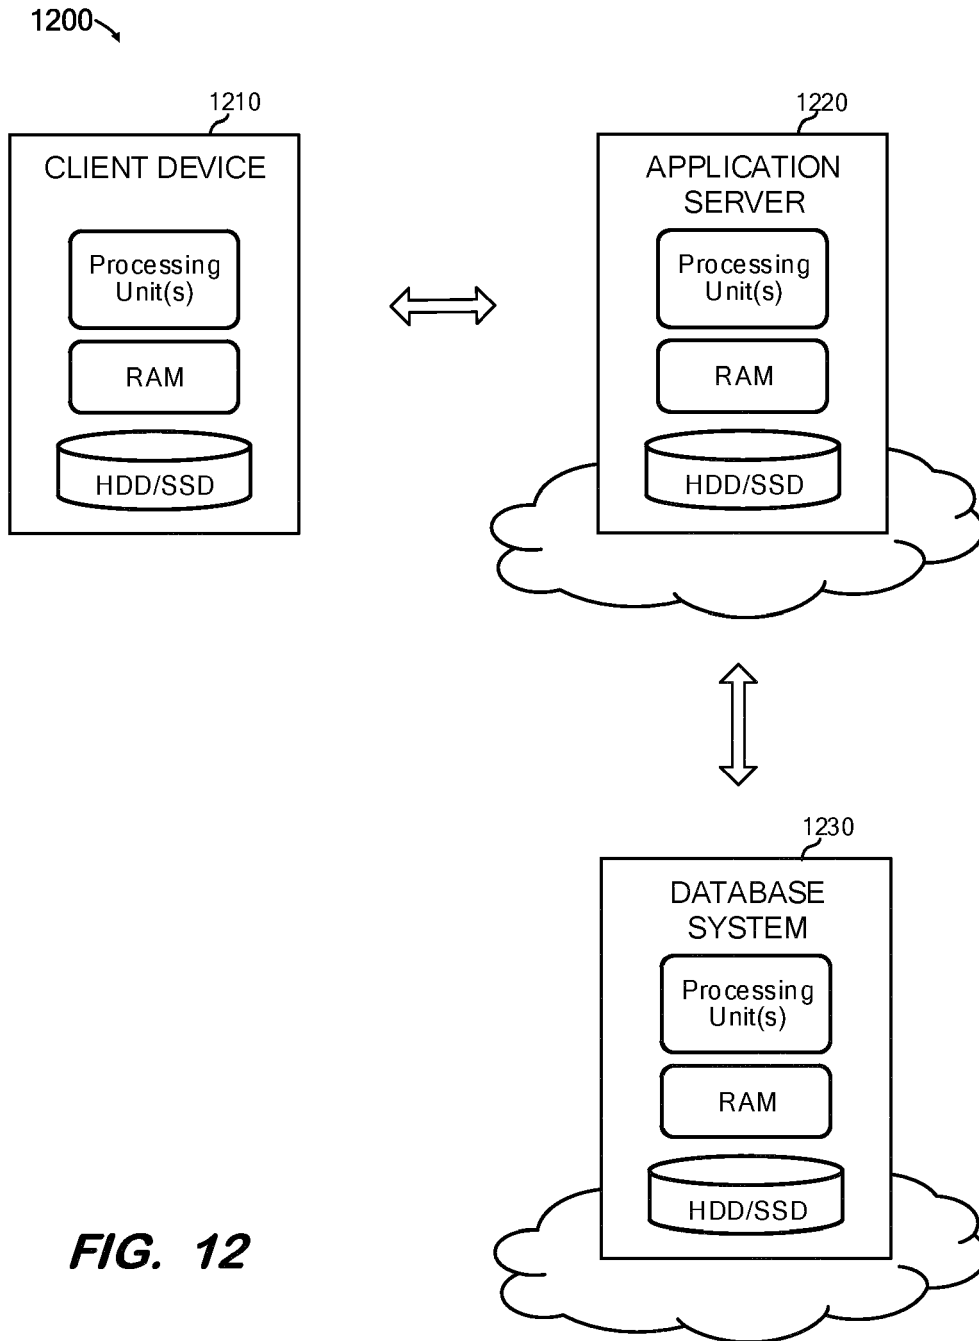 1200
1210
CLIENT DEVICE
Processing
Unit(s)
RAM
HDD/SSD
1220
APPLICATION
SERVER
Processing
Unit(s)
RAM
HDD/SSD
1230
DATABASE
SYSTEM
Processing
Unit(s)
RAM
HDD/SSD
FIG. 12